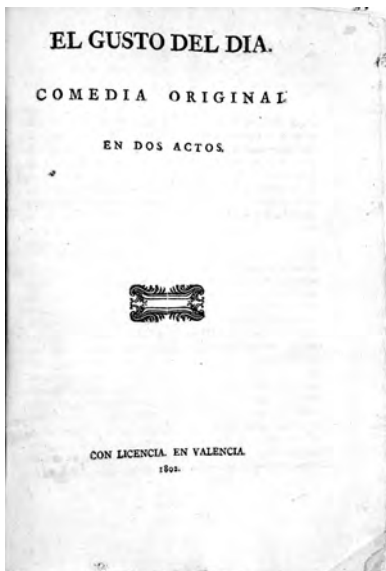 EL GUSTO DEL DIA.
COMEDIA ORIGINAL
EN DOS ACTOS.
CON LICENCIA. EN VALENCIA.
1802.